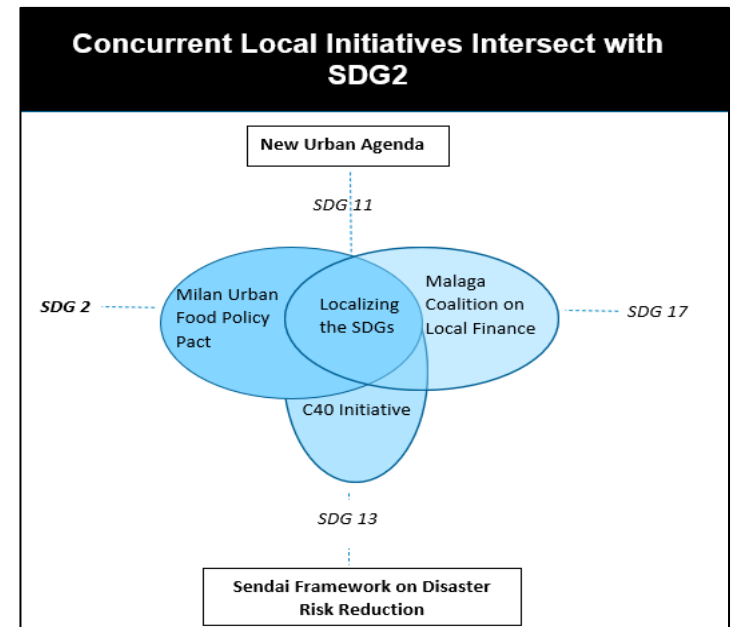 Concurrent Local Initiatives Intersect with
SDG2
New Urban Agenda
SDG 11
Milan Urban
Food Policy
Pact
Localizing
the SDGs
Malaga
Coalition on
Local Finance
SDG 2
SDG 17
C40 Initiative
SDG 13
Sendai Framework on Disaster
Risk Reduction